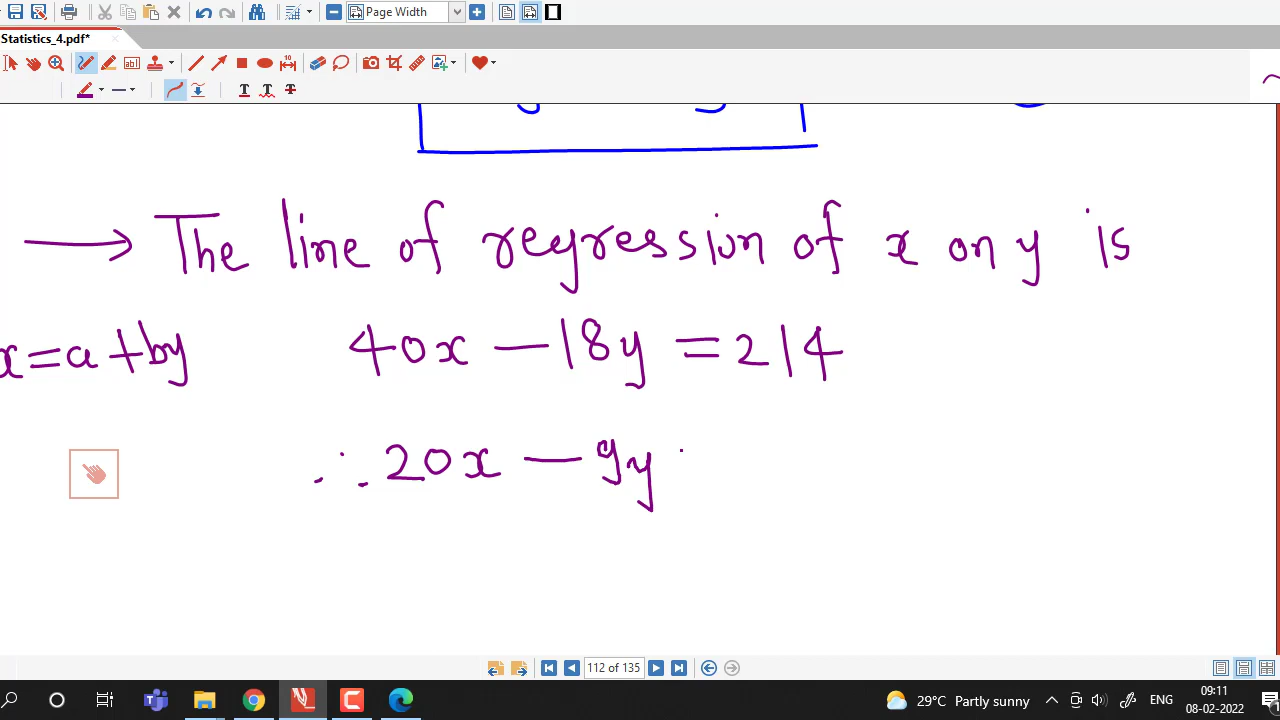 Page Width
Statistics_4.pdf*
10
T T T
The line of regression of x on y is
x=a+by 40x - 18y = 214
∴ 20x - 9y
112 of 135
29°C Partly sunny
ENG
09:11
08-02-2022